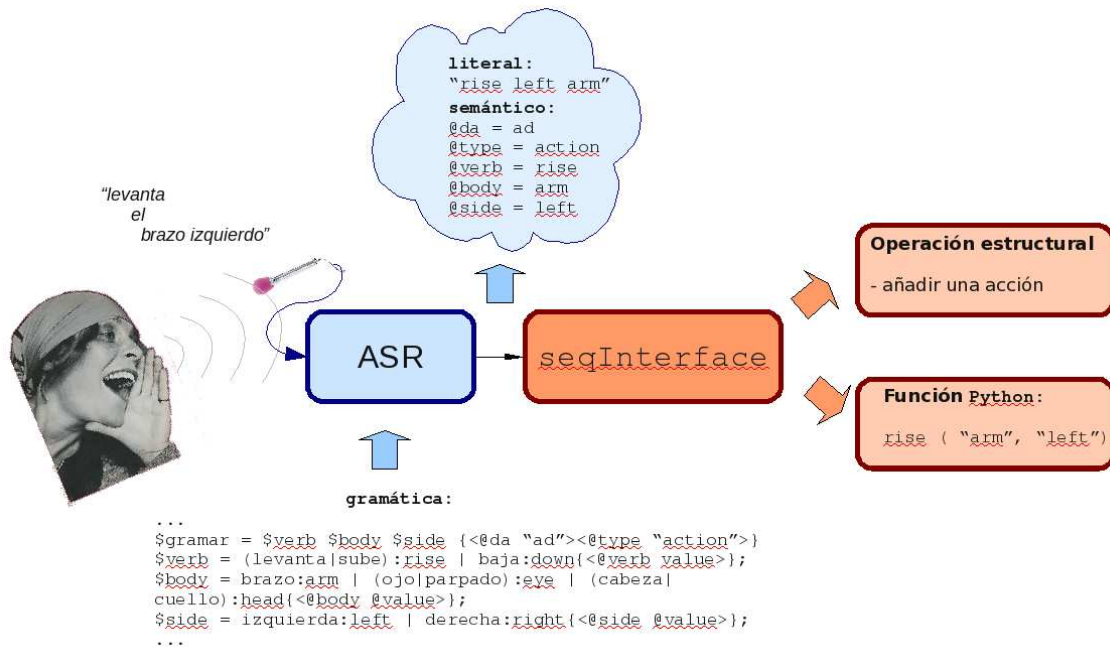 literal:
“rise left arm”
semántico:
@da = ad
@type = action
@verb = rise
@body = arm
@side = left
“levanta
el
brazo izquierdo”
ASR
seqInterface
Operación estructural
- añadir una acción
Función Python:
rise ( “arm”, “left”)
gramática:
...
$gramar = $verb $body $side {<@da “ad”><@type “action”>}
$verb = (levanta|sube):rise | baja:down{<@verb value>};
$body = brazo:arm | (ojo|parpado):eye | (cabeza|
cuello):head{<@body @value>};
$side = izquierda:left | derecha:right{<@side @value>};
...